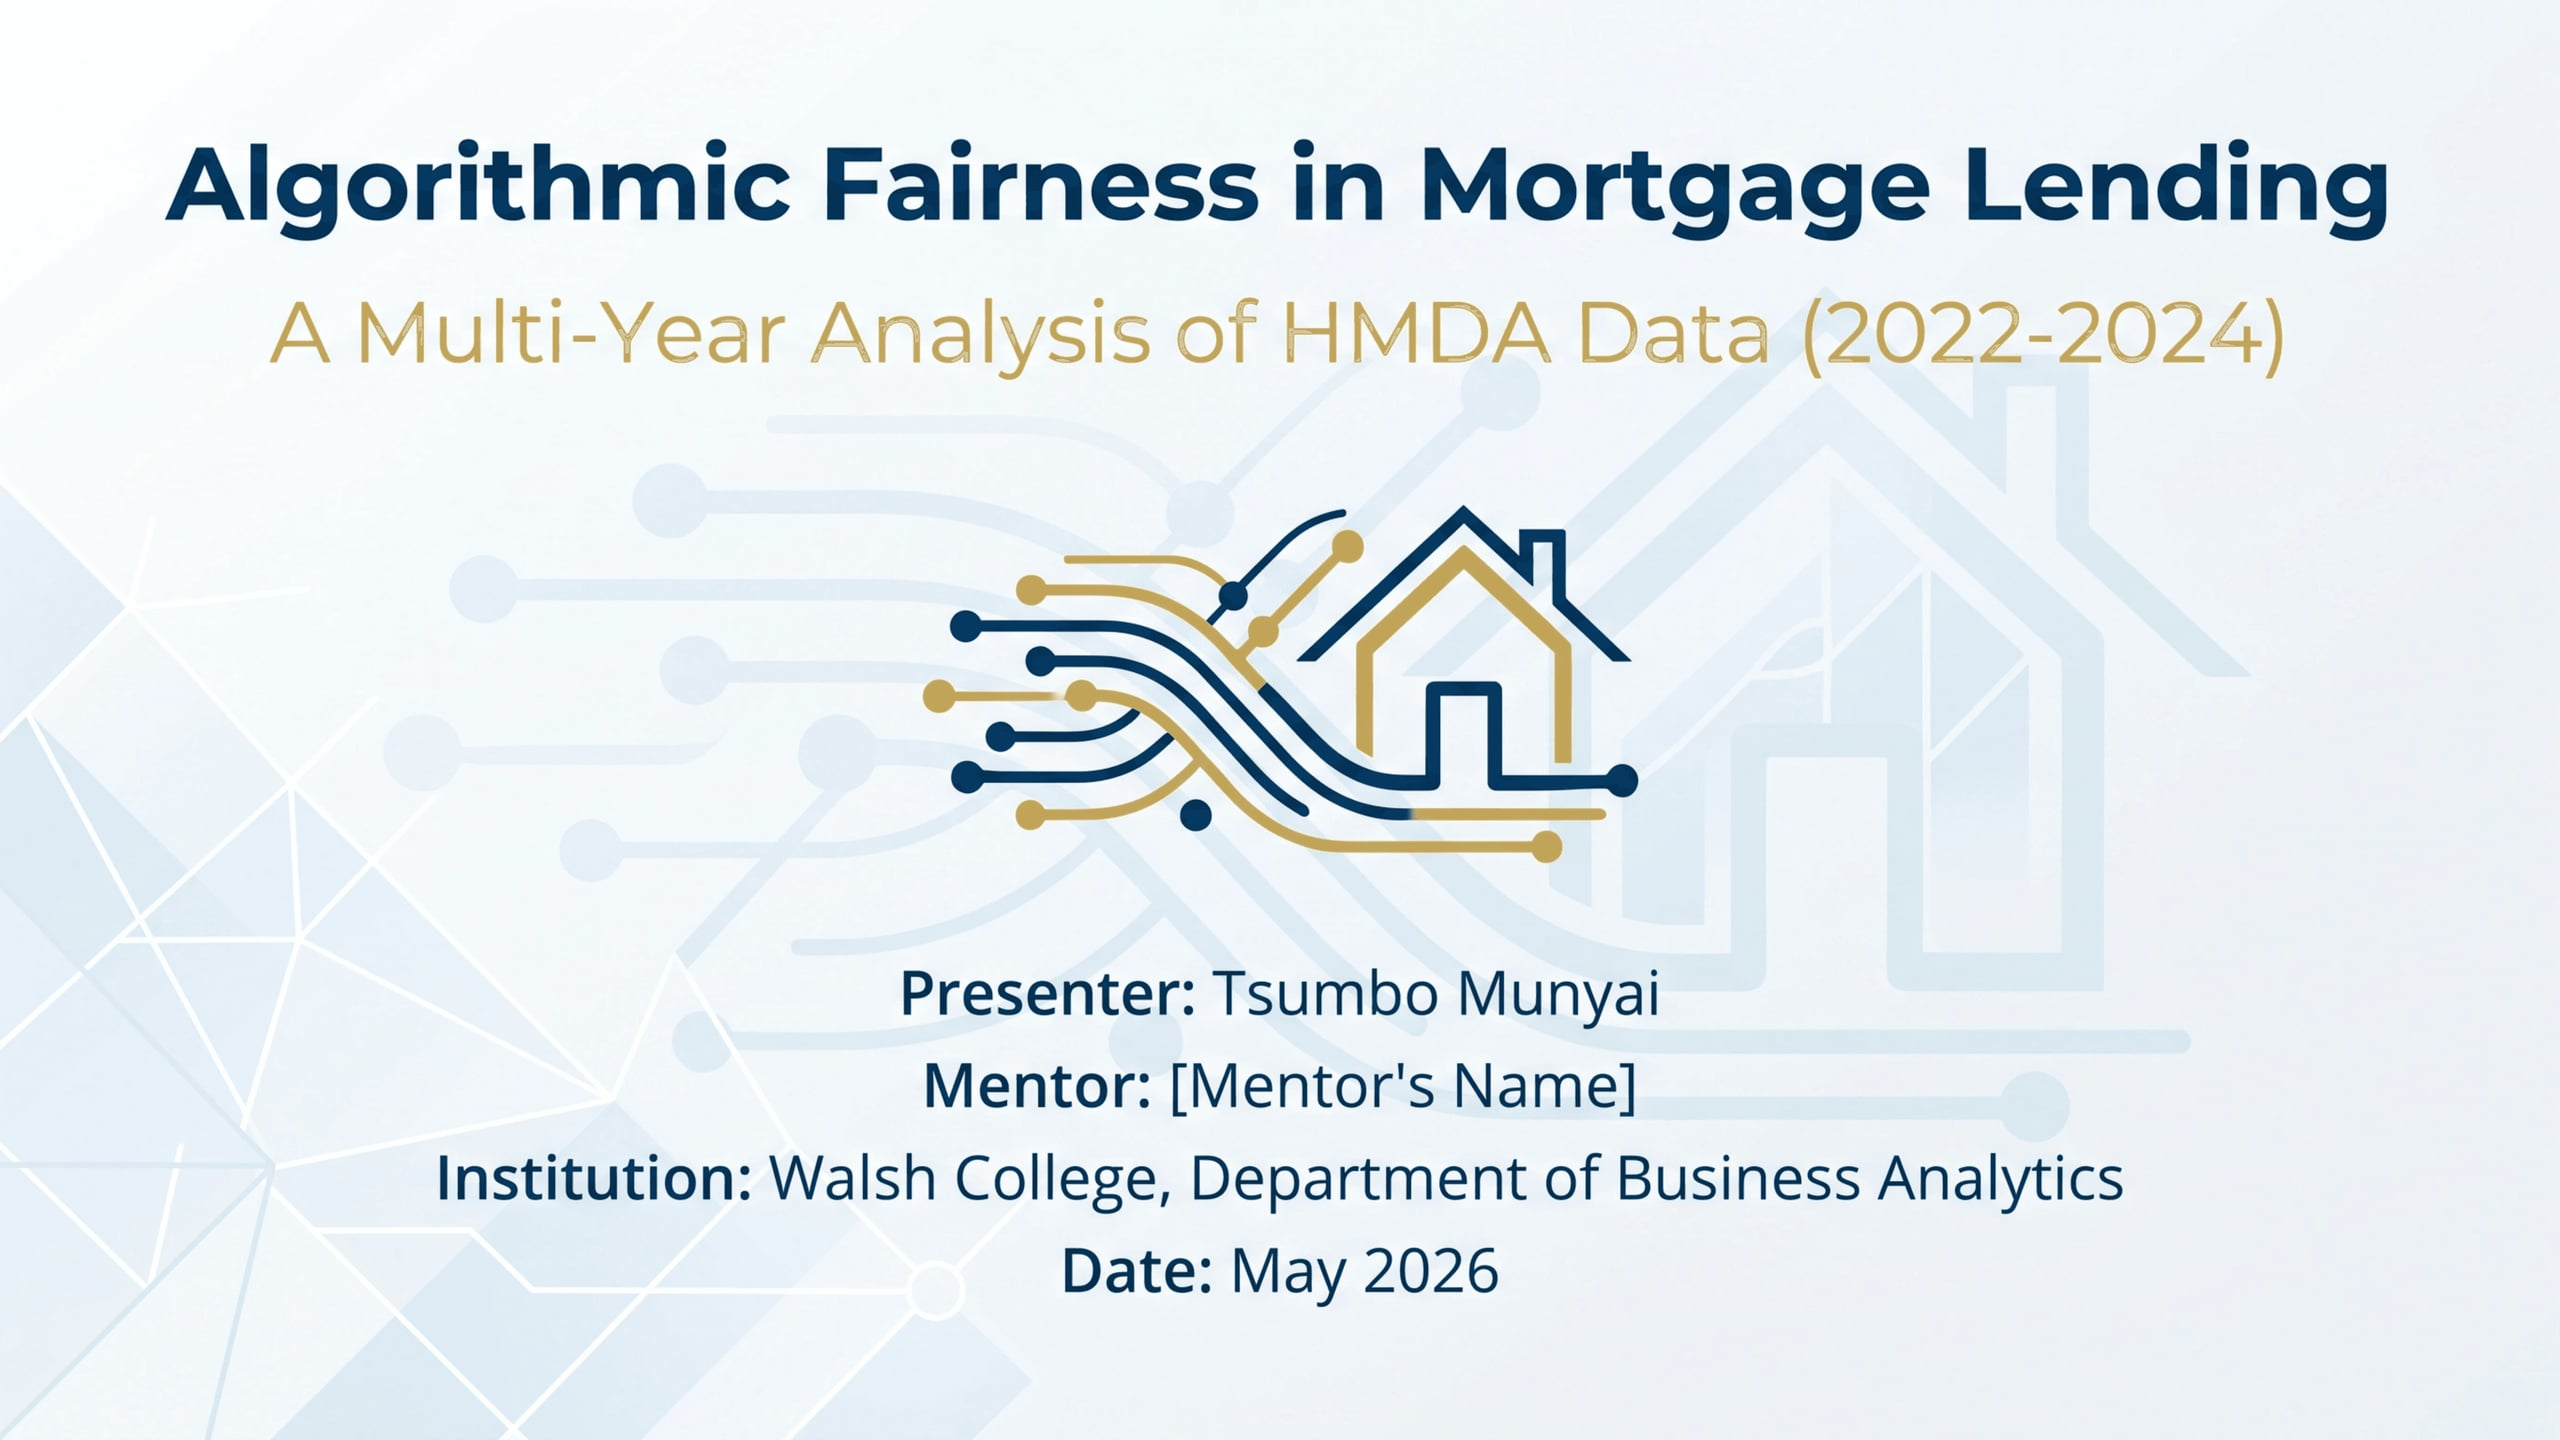 Algorithmic Fairness in Mortgage Lending
A Multi-Year Analysis of HMDA Data (2022-2024)
Presenter: Tsumbo Munyai
Mentor: [Mentor's Name]
Institution: Walsh College, Department of Business Analytics
Date: May 2026